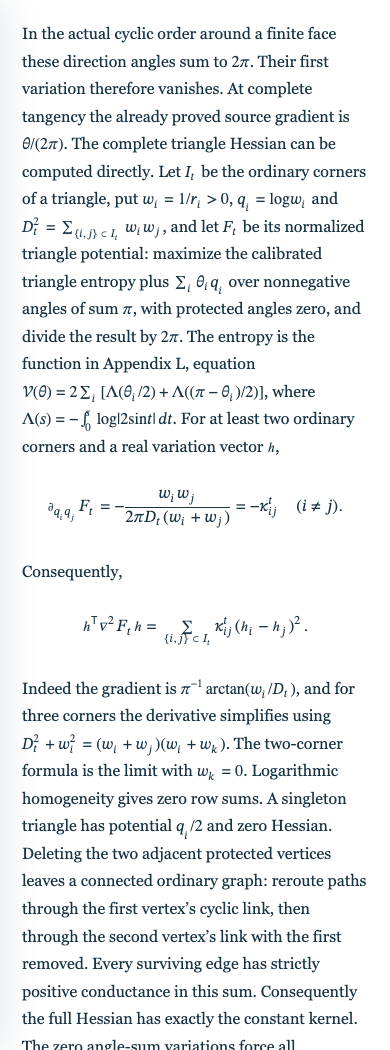 In the actual cyclic order around a finite face
these direction angles sum to 2π. Their first
variation therefore vanishes. At complete
tangency the already proved source gradient is
θ/(2π). The complete triangle Hessian can be
computed directly. Let I_t be the ordinary corners
of a triangle, put w_i = 1/r_i > 0, q_i = logw_i and
D_t^2 = Σ_{{i,j} ⊂ I_t} w_i w_j, and let F_t be its normalized
triangle potential: maximize the calibrated
triangle entropy plus Σ_i θ_i q_i over nonnegative
angles of sum π, with protected angles zero, and
divide the result by 2π. The entropy is the
function in Appendix L, equation
𝒱(θ) = 2 Σ_i [Λ(θ_i/2) + Λ((π − θ_i)/2)], where
Λ(s) = − ∫_0^s log|2sint| dt. For at least two ordinary
corners and a real variation vector h,
∂_{q_i q_j} F_t = − w_i w_j / (2πD_t (w_i + w_j)) = −κ_{ij}^t (i ≠ j).
Consequently,
h^⊤ ∇^2 F_t h = Σ_{{i,j} ⊂ I_t} κ_{ij}^t (h_i − h_j)^2.
Indeed the gradient is π^{−1} arctan(w_i/D_t), and for
three corners the derivative simplifies using
D_t^2 + w_i^2 = (w_i + w_j)(w_i + w_k). The two-corner
formula is the limit with w_k = 0. Logarithmic
homogeneity gives zero row sums. A singleton
triangle has potential q_i/2 and zero Hessian.
Deleting the two adjacent protected vertices
leaves a connected ordinary graph: reroute paths
through the first vertex's cyclic link, then
through the second vertex's link with the first
removed. Every surviving edge has strictly
positive conductance in this sum. Consequently
the full Hessian has exactly the constant kernel.
The zero angle-sum variations force all